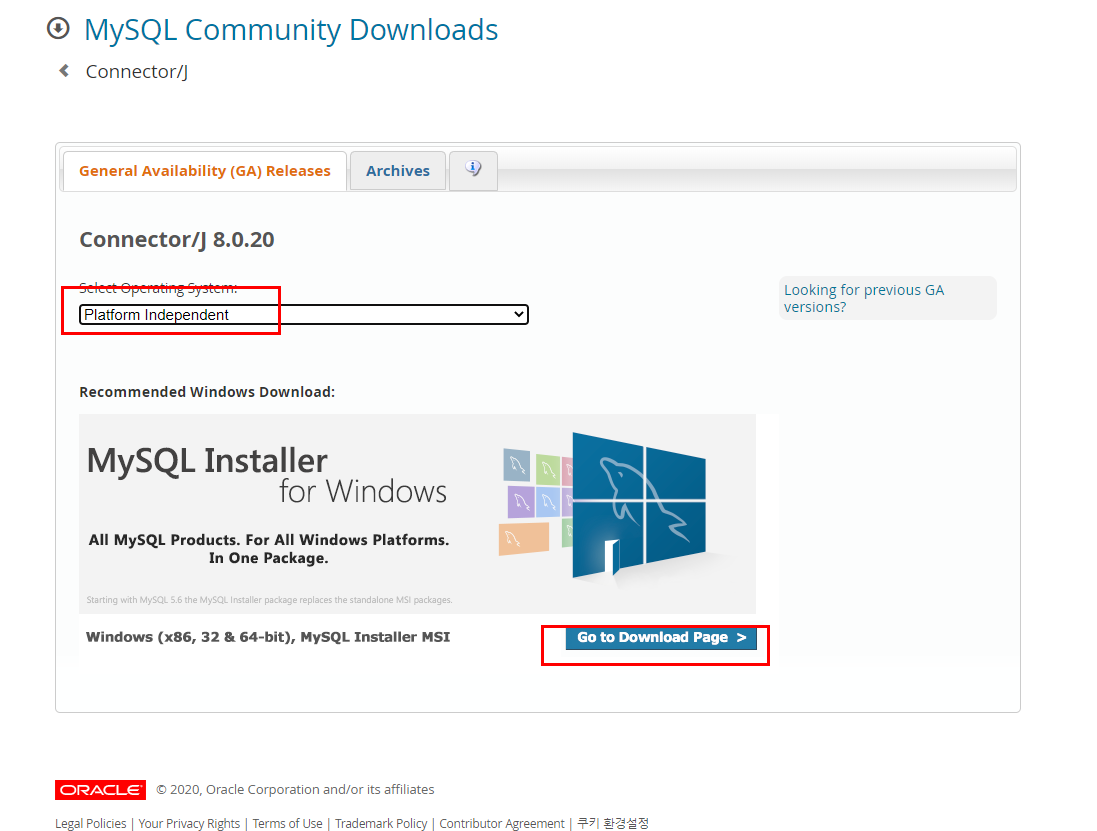 MySQL Community Downloads
Connector/J
General Availability (GA) Releases
Archives
Connector/J 8.0.20
Select Operating System:
Platform Independent
Looking for previous GA
versions?
Recommended Windows Download:
MySQL Installer
for Windows
All MySQL Products. For All Windows Platforms.
In One Package.
Starting with MySQL 5.6 the MySQL Installer package replaces the standalone MSI packages.
Windows (x86, 32 & 64-bit), MySQL Installer MSI
Go to Download Page >
ORACLE © 2020, Oracle Corporation and/or its affiliates
Legal Policies | Your Privacy Rights | Terms of Use | Trademark Policy | Contributor Agreement | 쿠키 환경설정